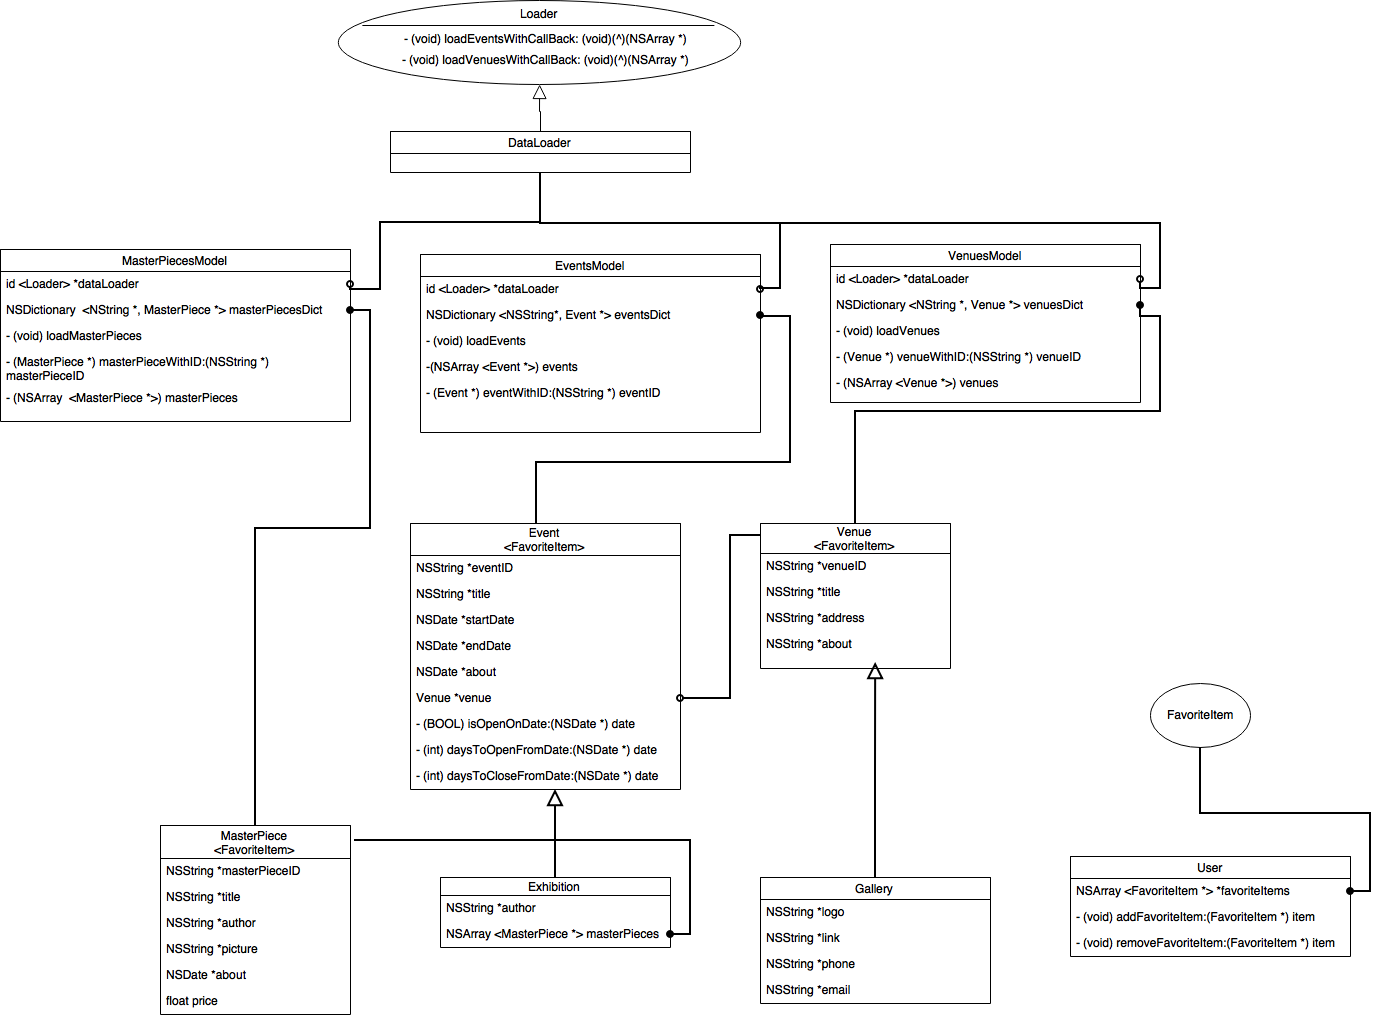 Loader
- (void) loadEventsWithCallBack: (void)(^)(NSArray *)
- (void) loadVenuesWithCallBack: (void)(^)(NSArray *)
DataLoader
MasterPiecesModel
id <Loader> *dataLoader
NSDictionary  <NString *, MasterPiece *> masterPiecesDict
- (void) loadMasterPieces
- (MasterPiece *) masterPieceWithID:(NSString *)
masterPieceID
- (NSArray  <MasterPiece *>) masterPieces
EventsModel
id <Loader> *dataLoader
NSDictionary <NSString*, Event *> eventsDict
- (void) loadEvents
-(NSArray <Event *>) events
- (Event *) eventWithID:(NSString *) eventID
VenuesModel
id <Loader> *dataLoader
NSDictionary <NString *, Venue *> venuesDict
- (void) loadVenues
- (Venue *) venueWithID:(NSString *) venueID
- (NSArray <Venue *>) venues
Event
<FavoriteItem>
NSString *eventID
NSString *title
NSDate *startDate
NSDate *endDate
NSDate *about
Venue *venue
- (BOOL) isOpenOnDate:(NSDate *) date
- (int) daysToOpenFromDate:(NSDate *) date
- (int) daysToCloseFromDate:(NSDate *) date
Venue
<FavoriteItem>
NSString *venueID
NSString *title
NSString *address
NSString *about
FavoriteItem
MasterPiece
<FavoriteItem>
NSString *masterPieceID
NSString *title
NSString *author
NSString *picture
NSDate *about
float price
Exhibition
NSString *author
NSArray <MasterPiece *> masterPieces
Gallery
NSString *logo
NSString *link
NSString *phone
NSString *email
User
NSArray <FavoriteItem *> *favoriteItems
- (void) addFavoriteItem:(FavoriteItem *) item
- (void) removeFavoriteItem:(FavoriteItem *) item